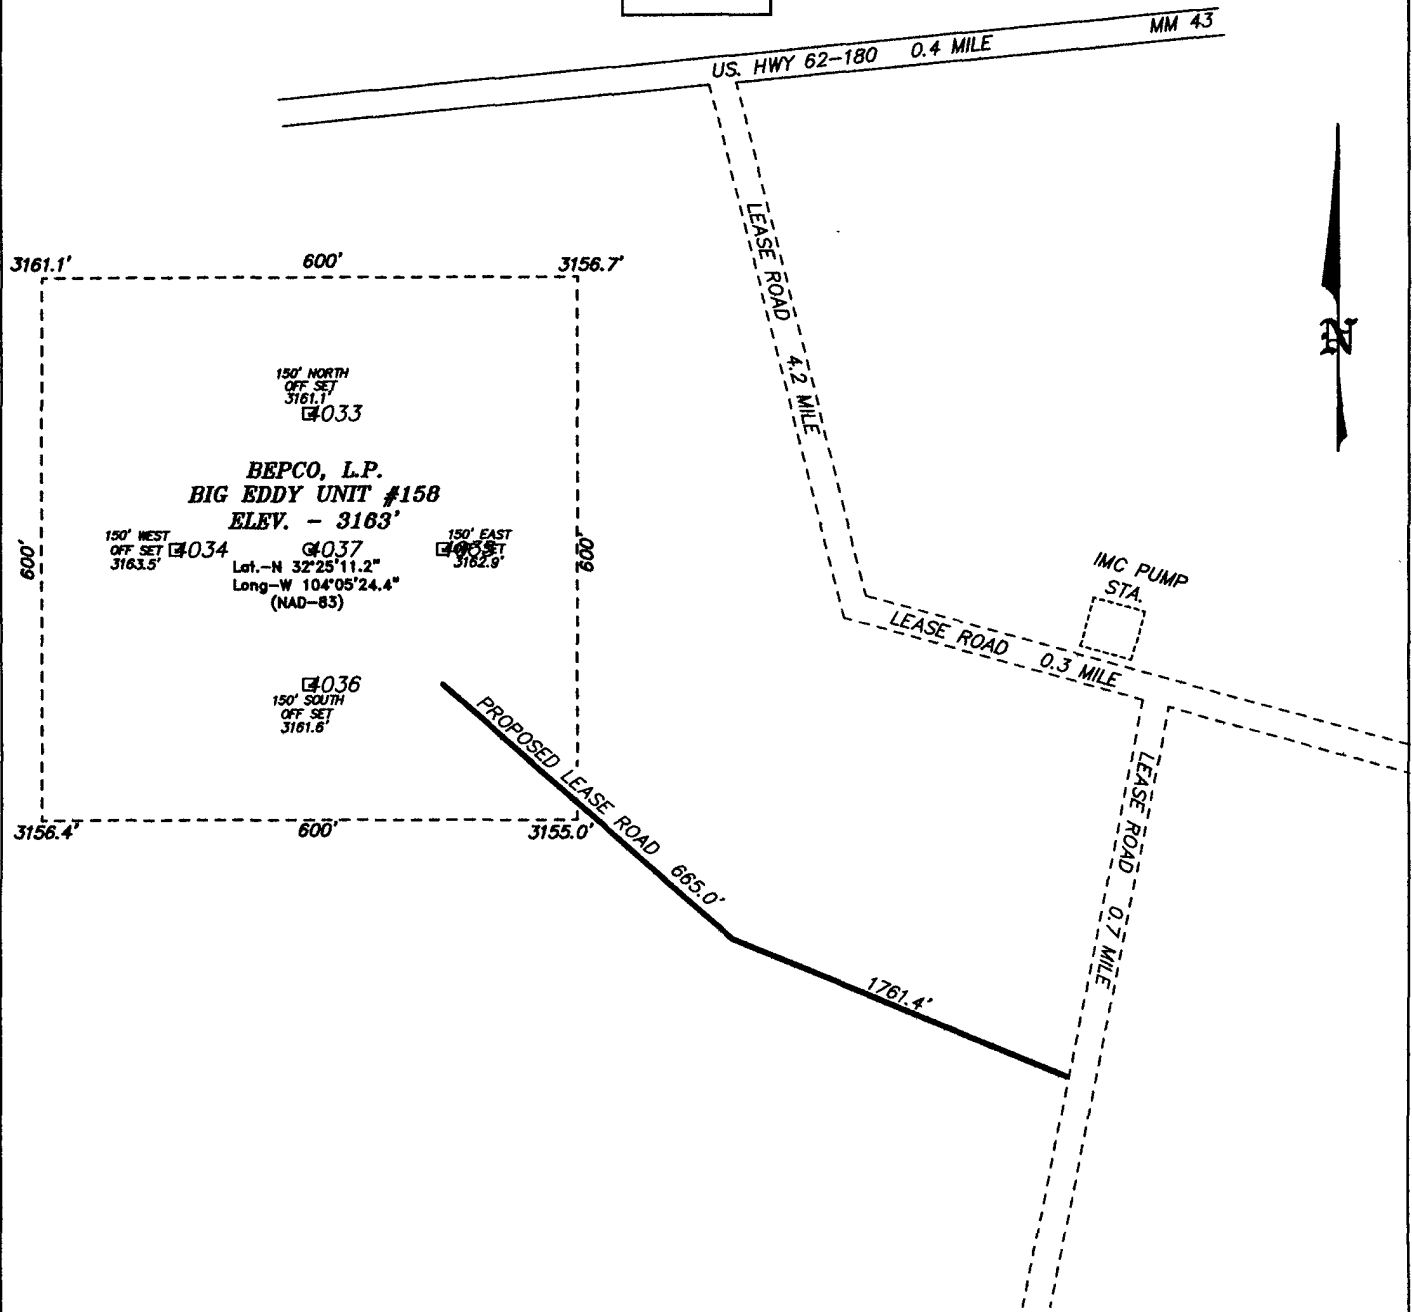 MM 43
US. HWY 62-180 0.4 MILE
LEASE ROAD 4.2 MILE
3161.1' 600' 3156.7'
N
150' NORTH
OFF SET
3161.1'
4033
BEPCO, L.P.
BIG EDDY UNIT #158
ELEV. - 3163'
150' WEST
OFF SET 4034
3163.5'
4037
150' EAST
3162.9'
600'
600'
Lat.-N 32°25'11.2"
Long-W 104°05'24.4"
(NAD-83)
IMC PUMP
STA.
LEASE ROAD 0.3 MILE
4036
150' SOUTH
OFF SET
3161.6'
PROPOSED LEASE ROAD 665.0'
LEASE ROAD 0.7 MILE
3156.4' 600' 3155.0'
1761.4'